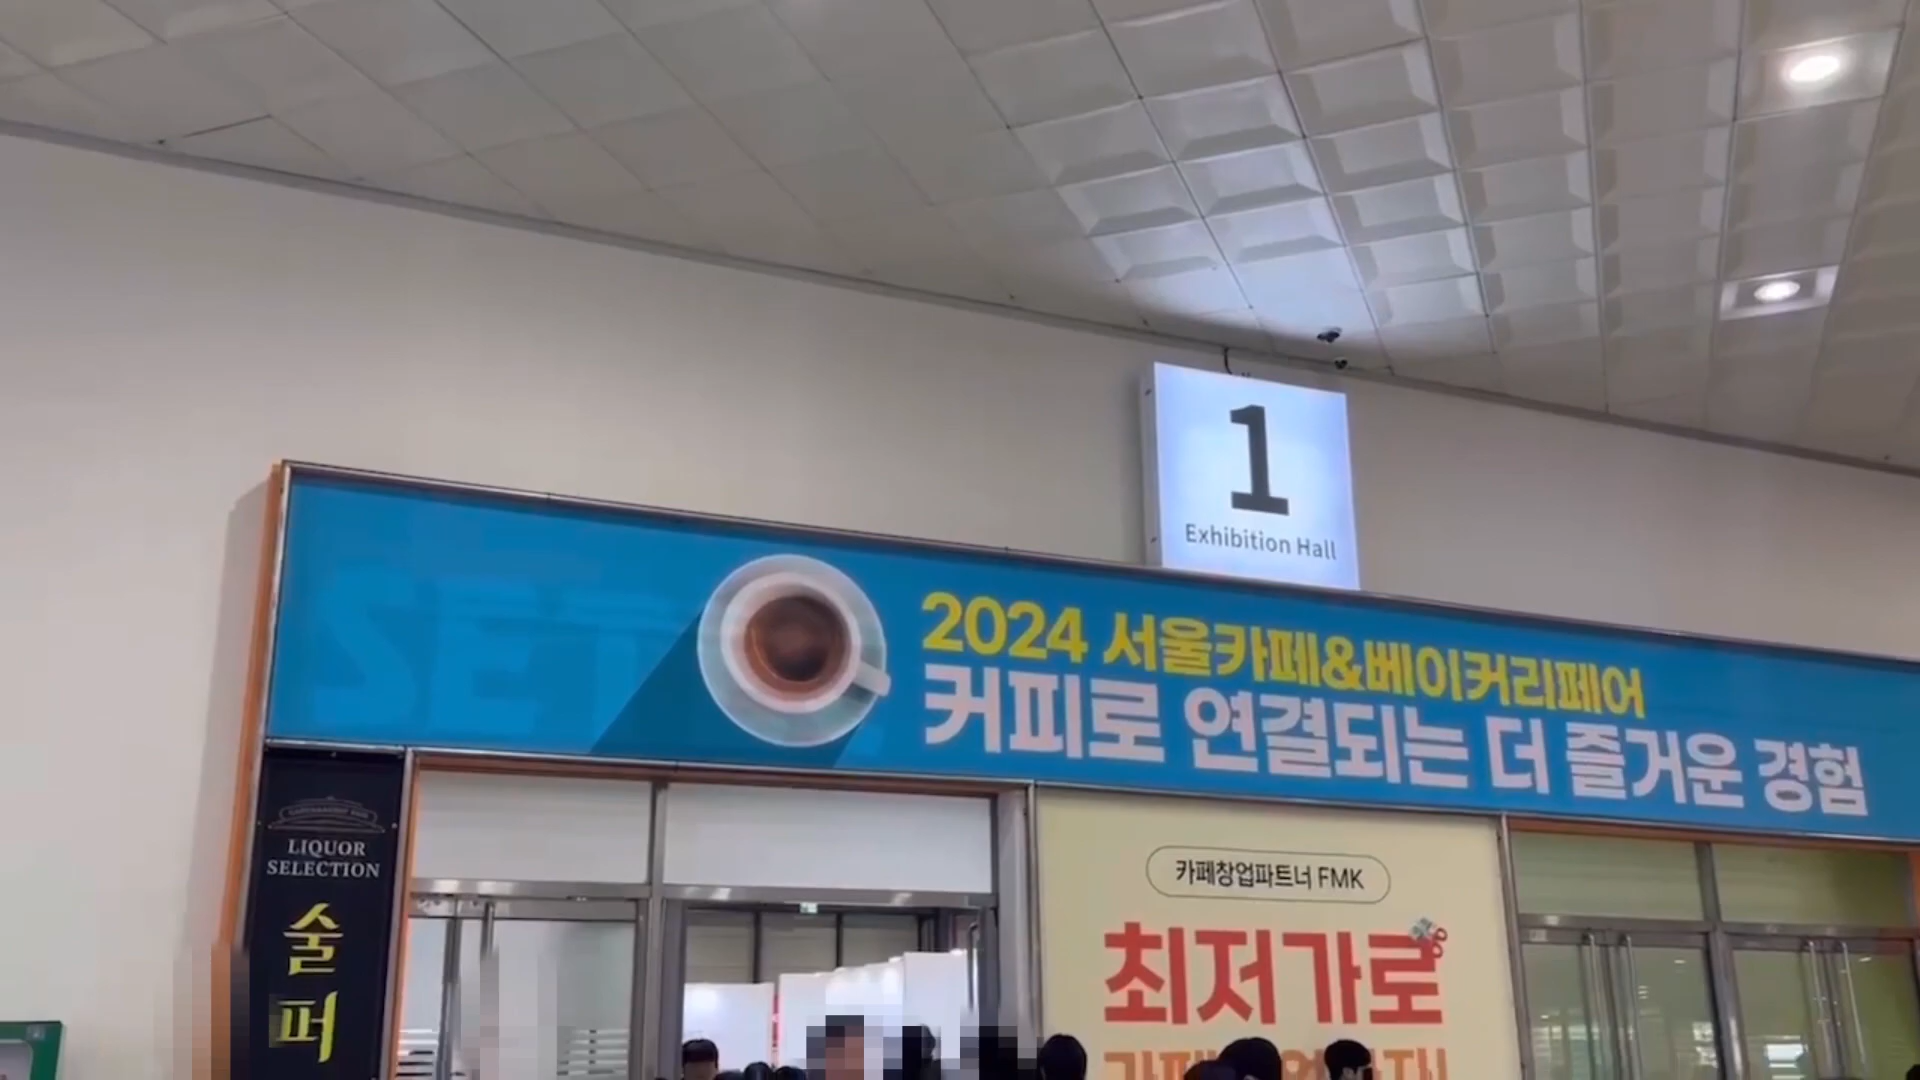 1
Exhibition Hall
SET
2024 서울카페&베이커리페어
커피로 연결되는 더 즐거운 경험
LIQUOR
SELECTION
술
퍼
카페창업파트너 FMK
최저가로